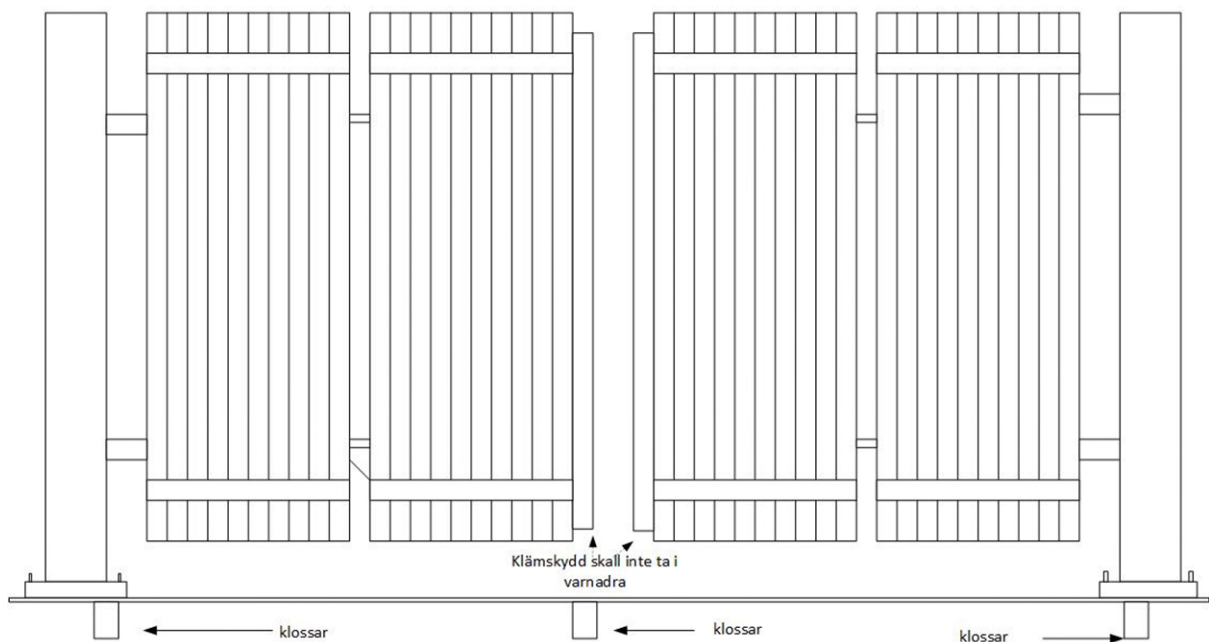 Klämskydd skall inte ta i
varnadra
klossar
klossar
klossar